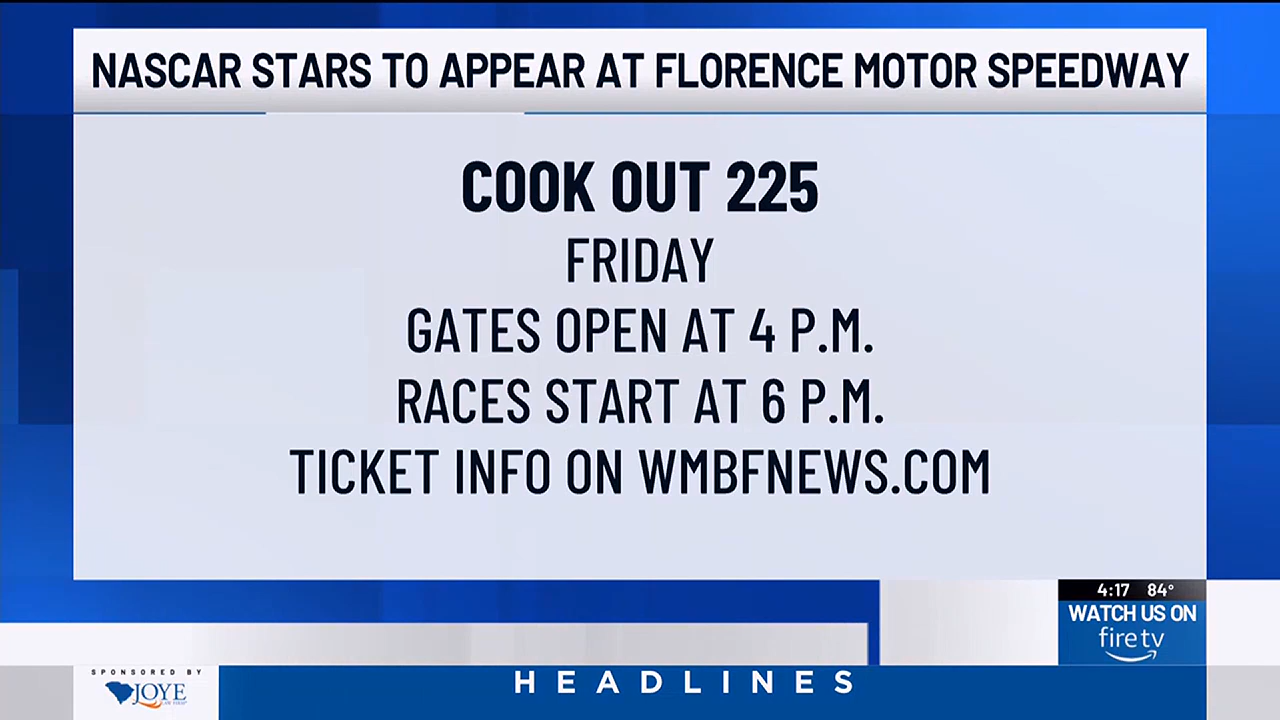 NASCAR STARS TO APPEAR AT FLORENCE MOTOR SPEEDWAY
COOK OUT 225
FRIDAY
GATES OPEN AT 4 P.M.
RACES START AT 6 P.M.
TICKET INFO ON WMBFNEWS.COM
4:17 84°
WATCH US ON
fire tv
SPONSORED BY
JOYE
HEADLINES